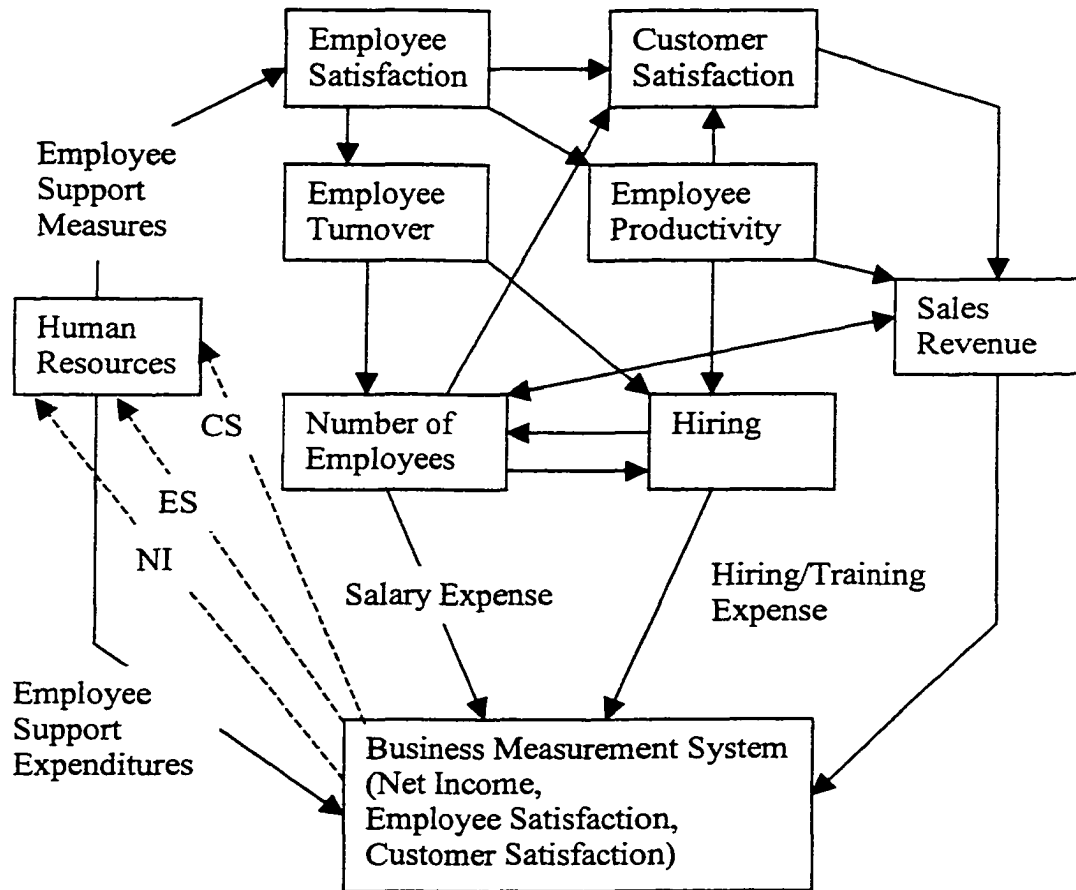 Employee
Satisfaction
Customer
Satisfaction
Employee
Support
Measures
Employee
Turnover
Employee
Productivity
Human
Resources
Sales
Revenue
CS
Number of
Employees
Hiring
ES
NI
Salary Expense
Hiring/Training
Expense
Employee
Support
Expenditures
Business Measurement System
(Net Income,
Employee Satisfaction,
Customer Satisfaction)